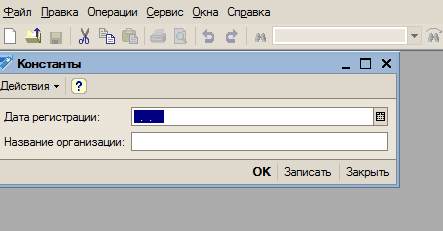 Файл Правка Операции Сервис Окна Справка
Константы
Действия
Дата регистрации: . .
Название организации:
OK Записать Закрыть